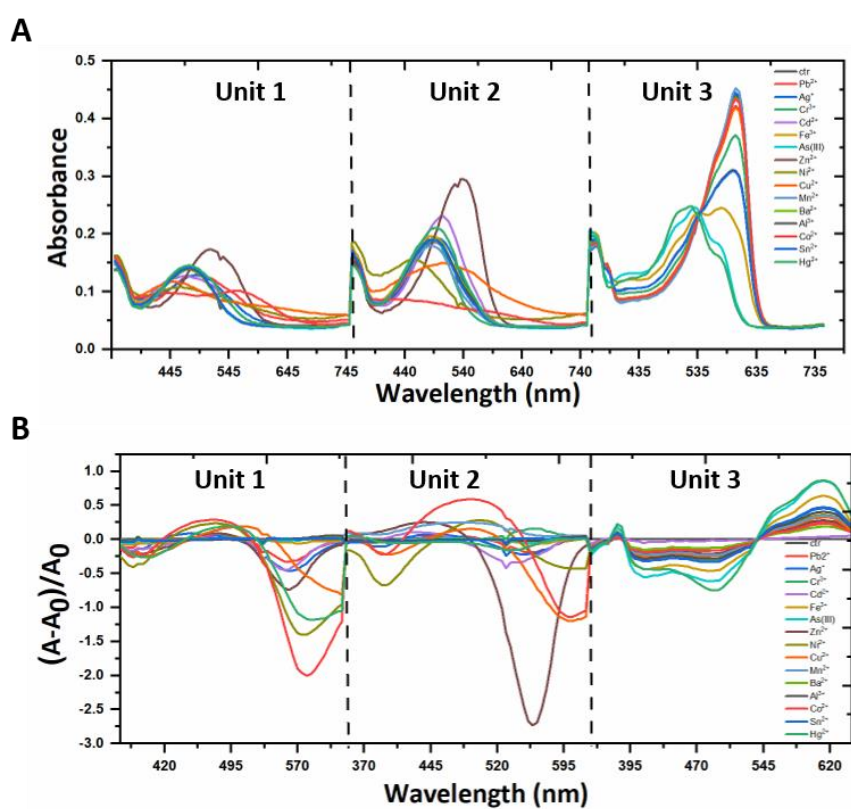 A
Absorbance
0.5
0.4
0.3
0.2
0.1
0.0
Unit 1
Unit 2
Unit 3
ctr
Pb²⁺
Ag⁺
Cr³⁺
Cd²⁺
Fe³⁺
As(III)
Zn²⁺
Ni²⁺
Cu²⁺
Mn²⁺
Ba²⁺
Al³⁺
Co²⁺
Sn²⁺
Hg²⁺
445 545 645 745 440 540 640 740 435 535 635 735
Wavelength (nm)
B
(A-A₀)/A₀
1.0
0.5
0.0
-0.5
-1.0
-1.5
-2.0
-2.5
-3.0
Unit 1
Unit 2
Unit 3
ctr
Pb²⁺
Ag⁺
Cr³⁺
Cd²⁺
Fe³⁺
As(III)
Zn²⁺
Ni²⁺
Cu²⁺
Mn²⁺
Ba²⁺
Al³⁺
Co²⁺
Sn²⁺
Hg²⁺
420 495 570 370 445 520 595 395 470 545 620
Wavelength (nm)